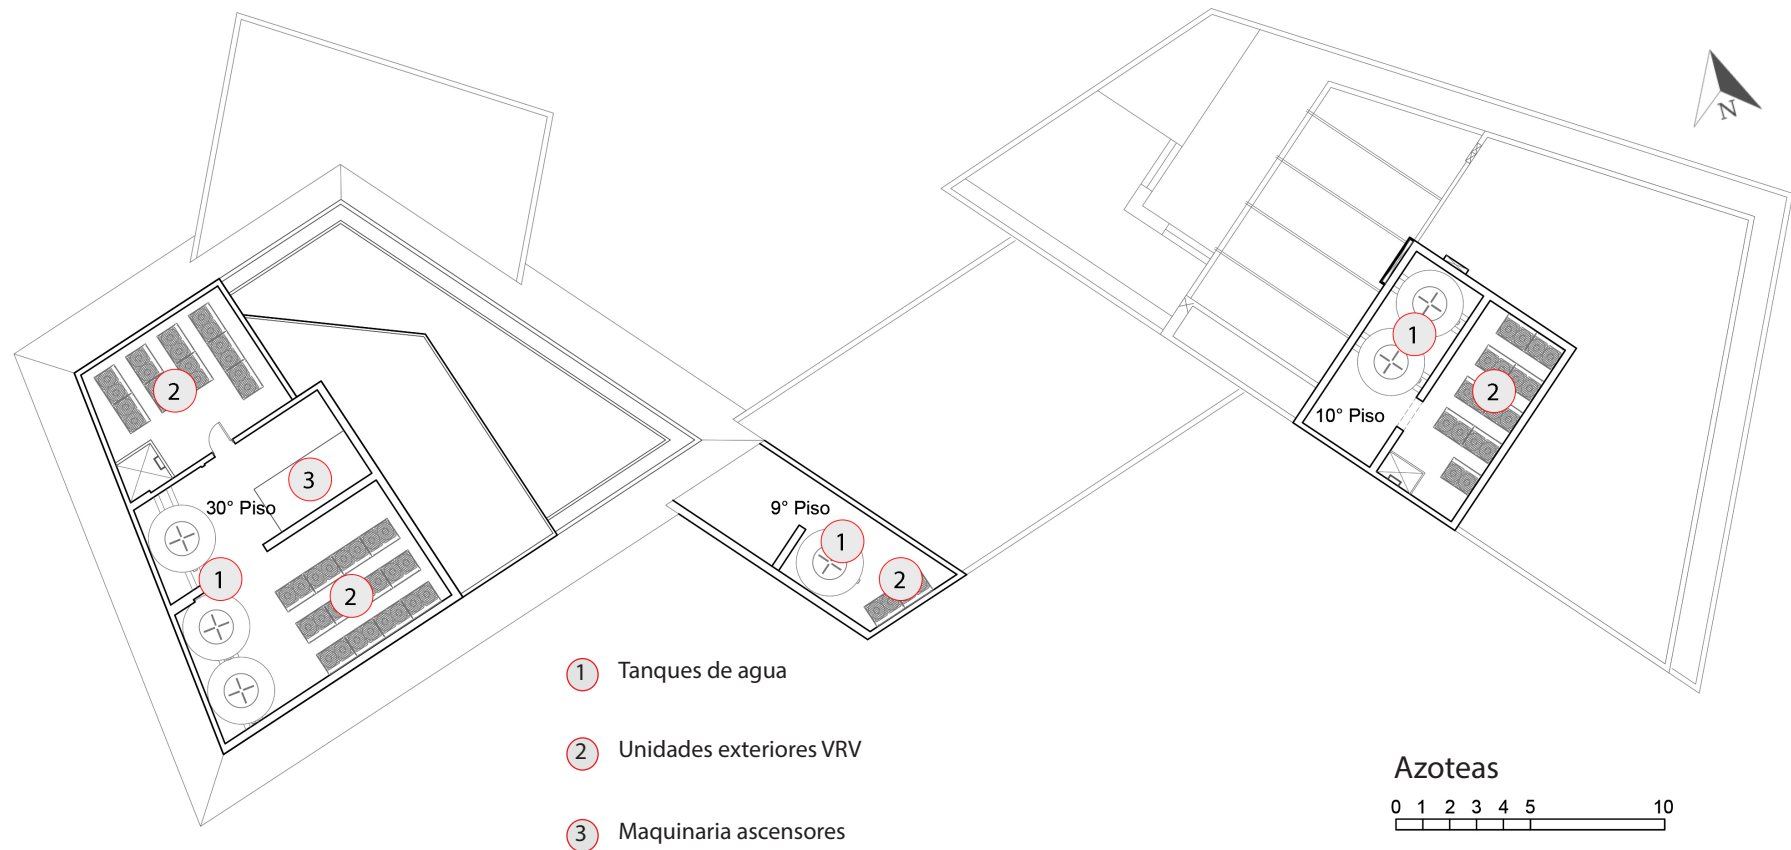 N
1
10° Piso
2
2
3
30° Piso
9° Piso
1
1
2
2
1 Tanques de agua
2 Unidades exteriores VRV
3 Maquinaria ascensores
Azoteas
0 1 2 3 4 5 10